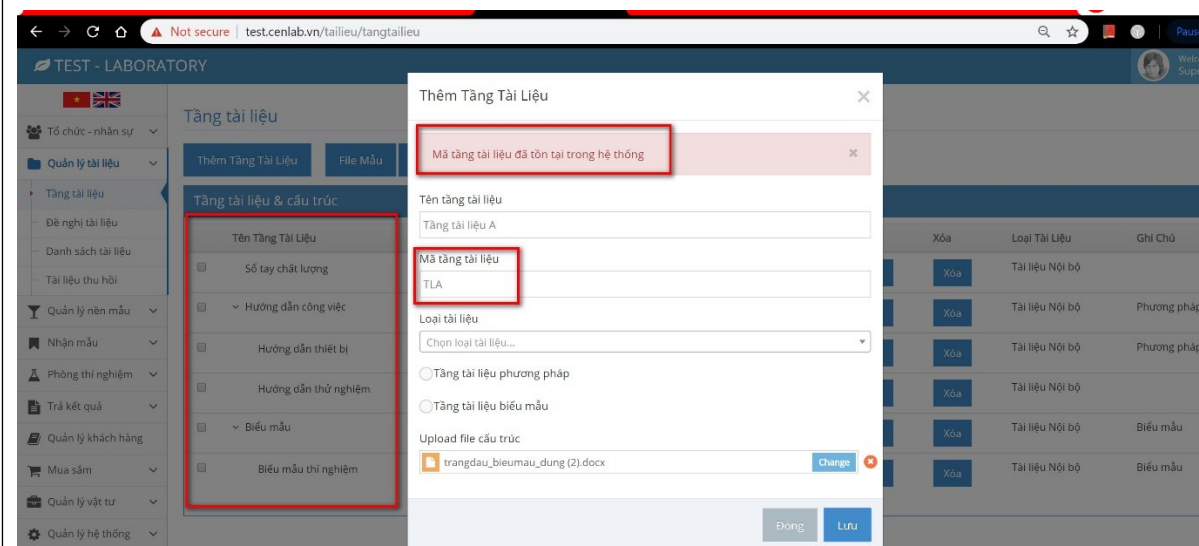 Not secure | test.cenlab.vn/tailieu/tangtailieu
TEST - LABORATORY
Tổ chức - nhân sự
Quản lý tài liệu
Tầng tài liệu
Đề nghị tài liệu
Danh sách tài liệu
Tài liệu thu hồi
Quản lý nền mẫu
Nhận mẫu
Phòng thí nghiệm
Trả kết quả
Quản lý khách hàng
Mua sắm
Quản lý vật tư
Quản lý hệ thống
Tầng tài liệu
Thêm Tầng Tài Liệu File Mẫu
Tầng tài liệu & cấu trúc
Tên Tầng Tài Liệu
Sổ tay chất lượng
Hướng dẫn công việc
Hướng dẫn thiết bị
Hướng dẫn thử nghiệm
Biểu mẫu
Biểu mẫu thí nghiệm
Thêm Tầng Tài Liệu
Mã tầng tài liệu đã tồn tại trong hệ thống
Tên tầng tài liệu
Tầng tài liệu A
Mã tầng tài liệu
TLA
Loại tài liệu
Chọn loại tài liệu...
Tầng tài liệu phương pháp
Tầng tài liệu biểu mẫu
Upload file cấu trúc
trangdau_bieumau_dung (2).docx Change
Đóng Lưu
Xóa Loại Tài Liệu Ghi Chú
Xóa Tài liệu Nội bộ
Xóa Tài liệu Nội bộ Phương pháp
Xóa Tài liệu Nội bộ Phương pháp
Xóa Tài liệu Nội bộ
Xóa Tài liệu Nội bộ Biểu mẫu
Xóa Tài liệu Nội bộ Biểu mẫu